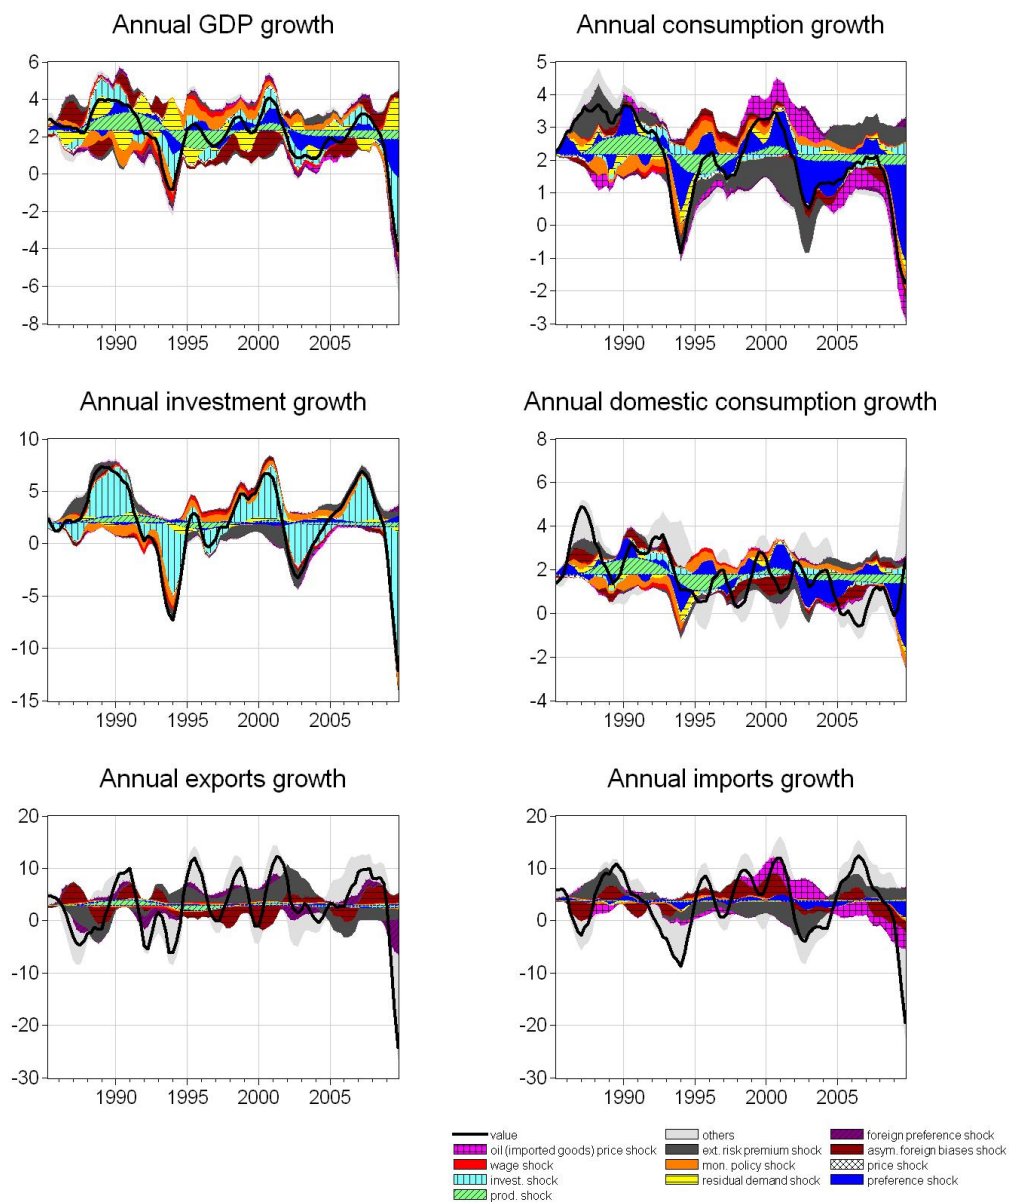 Annual GDP growth
6
4
2
0
-2
-4
-6
-8
1990 1995 2000 2005
Annual consumption growth
5
4
3
2
1
0
-1
-2
-3
1990 1995 2000 2005
Annual investment growth
10
5
0
-5
-10
-15
1990 1995 2000 2005
Annual domestic consumption growth
8
6
4
2
0
-2
-4
1990 1995 2000 2005
Annual exports growth
20
10
0
-10
-20
-30
1990 1995 2000 2005
Annual imports growth
20
10
0
-10
-20
-30
1990 1995 2000 2005
value
oil (imported goods) price shock
wage shock
invest. shock
prod. shock
others
ext. risk premium shock
mon. policy shock
residual demand shock
foreign preference shock
asym. foreign biases shock
price shock
preference shock